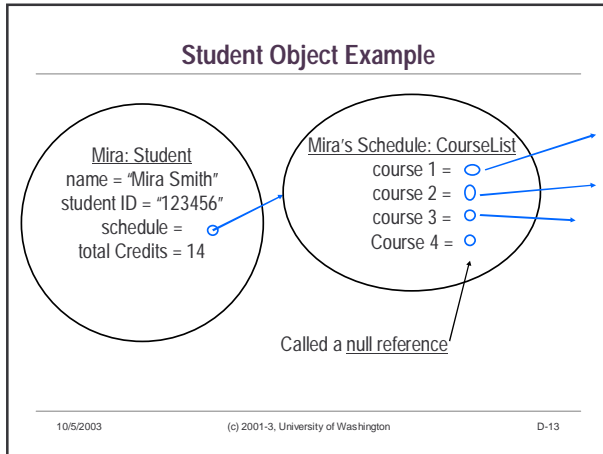 Student Object Example
Mira: Student
name = “Mira Smith”
student ID = “123456”
schedule =
total Credits = 14
Mira’s Schedule: CourseList
course 1 =
course 2 =
course 3 =
Course 4 =
Called a null reference
10/5/2003
(c) 2001-3, University of Washington
D-13